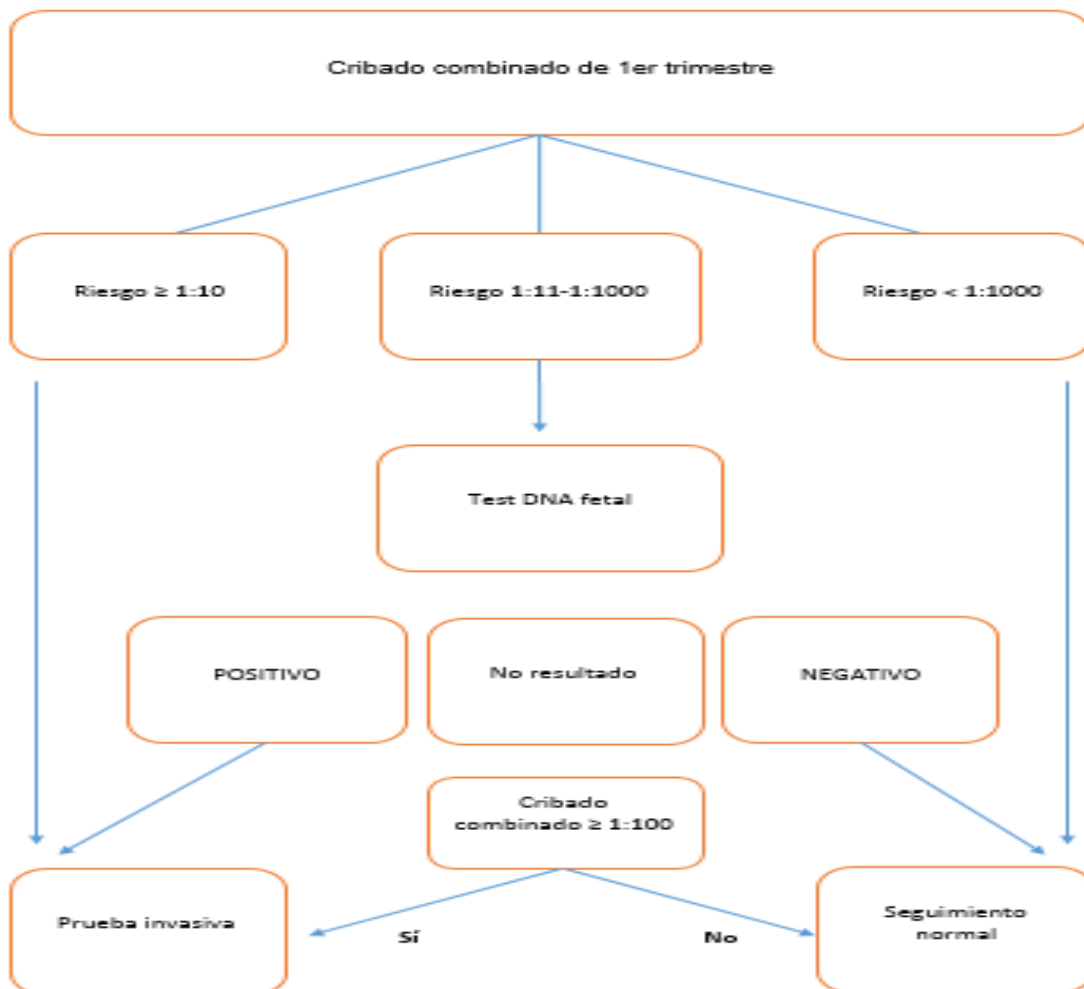 Cribado combinado de 1er trimestre
Riesgo ≥ 1:10
Riesgo 1:11-1:1000
Riesgo < 1:1000
Test DNA fetal
POSITIVO
No resultado
NEGATIVO
Cribado
combinado ≥ 1:100
Prueba invasiva
Sí
No
Seguimiento
normal